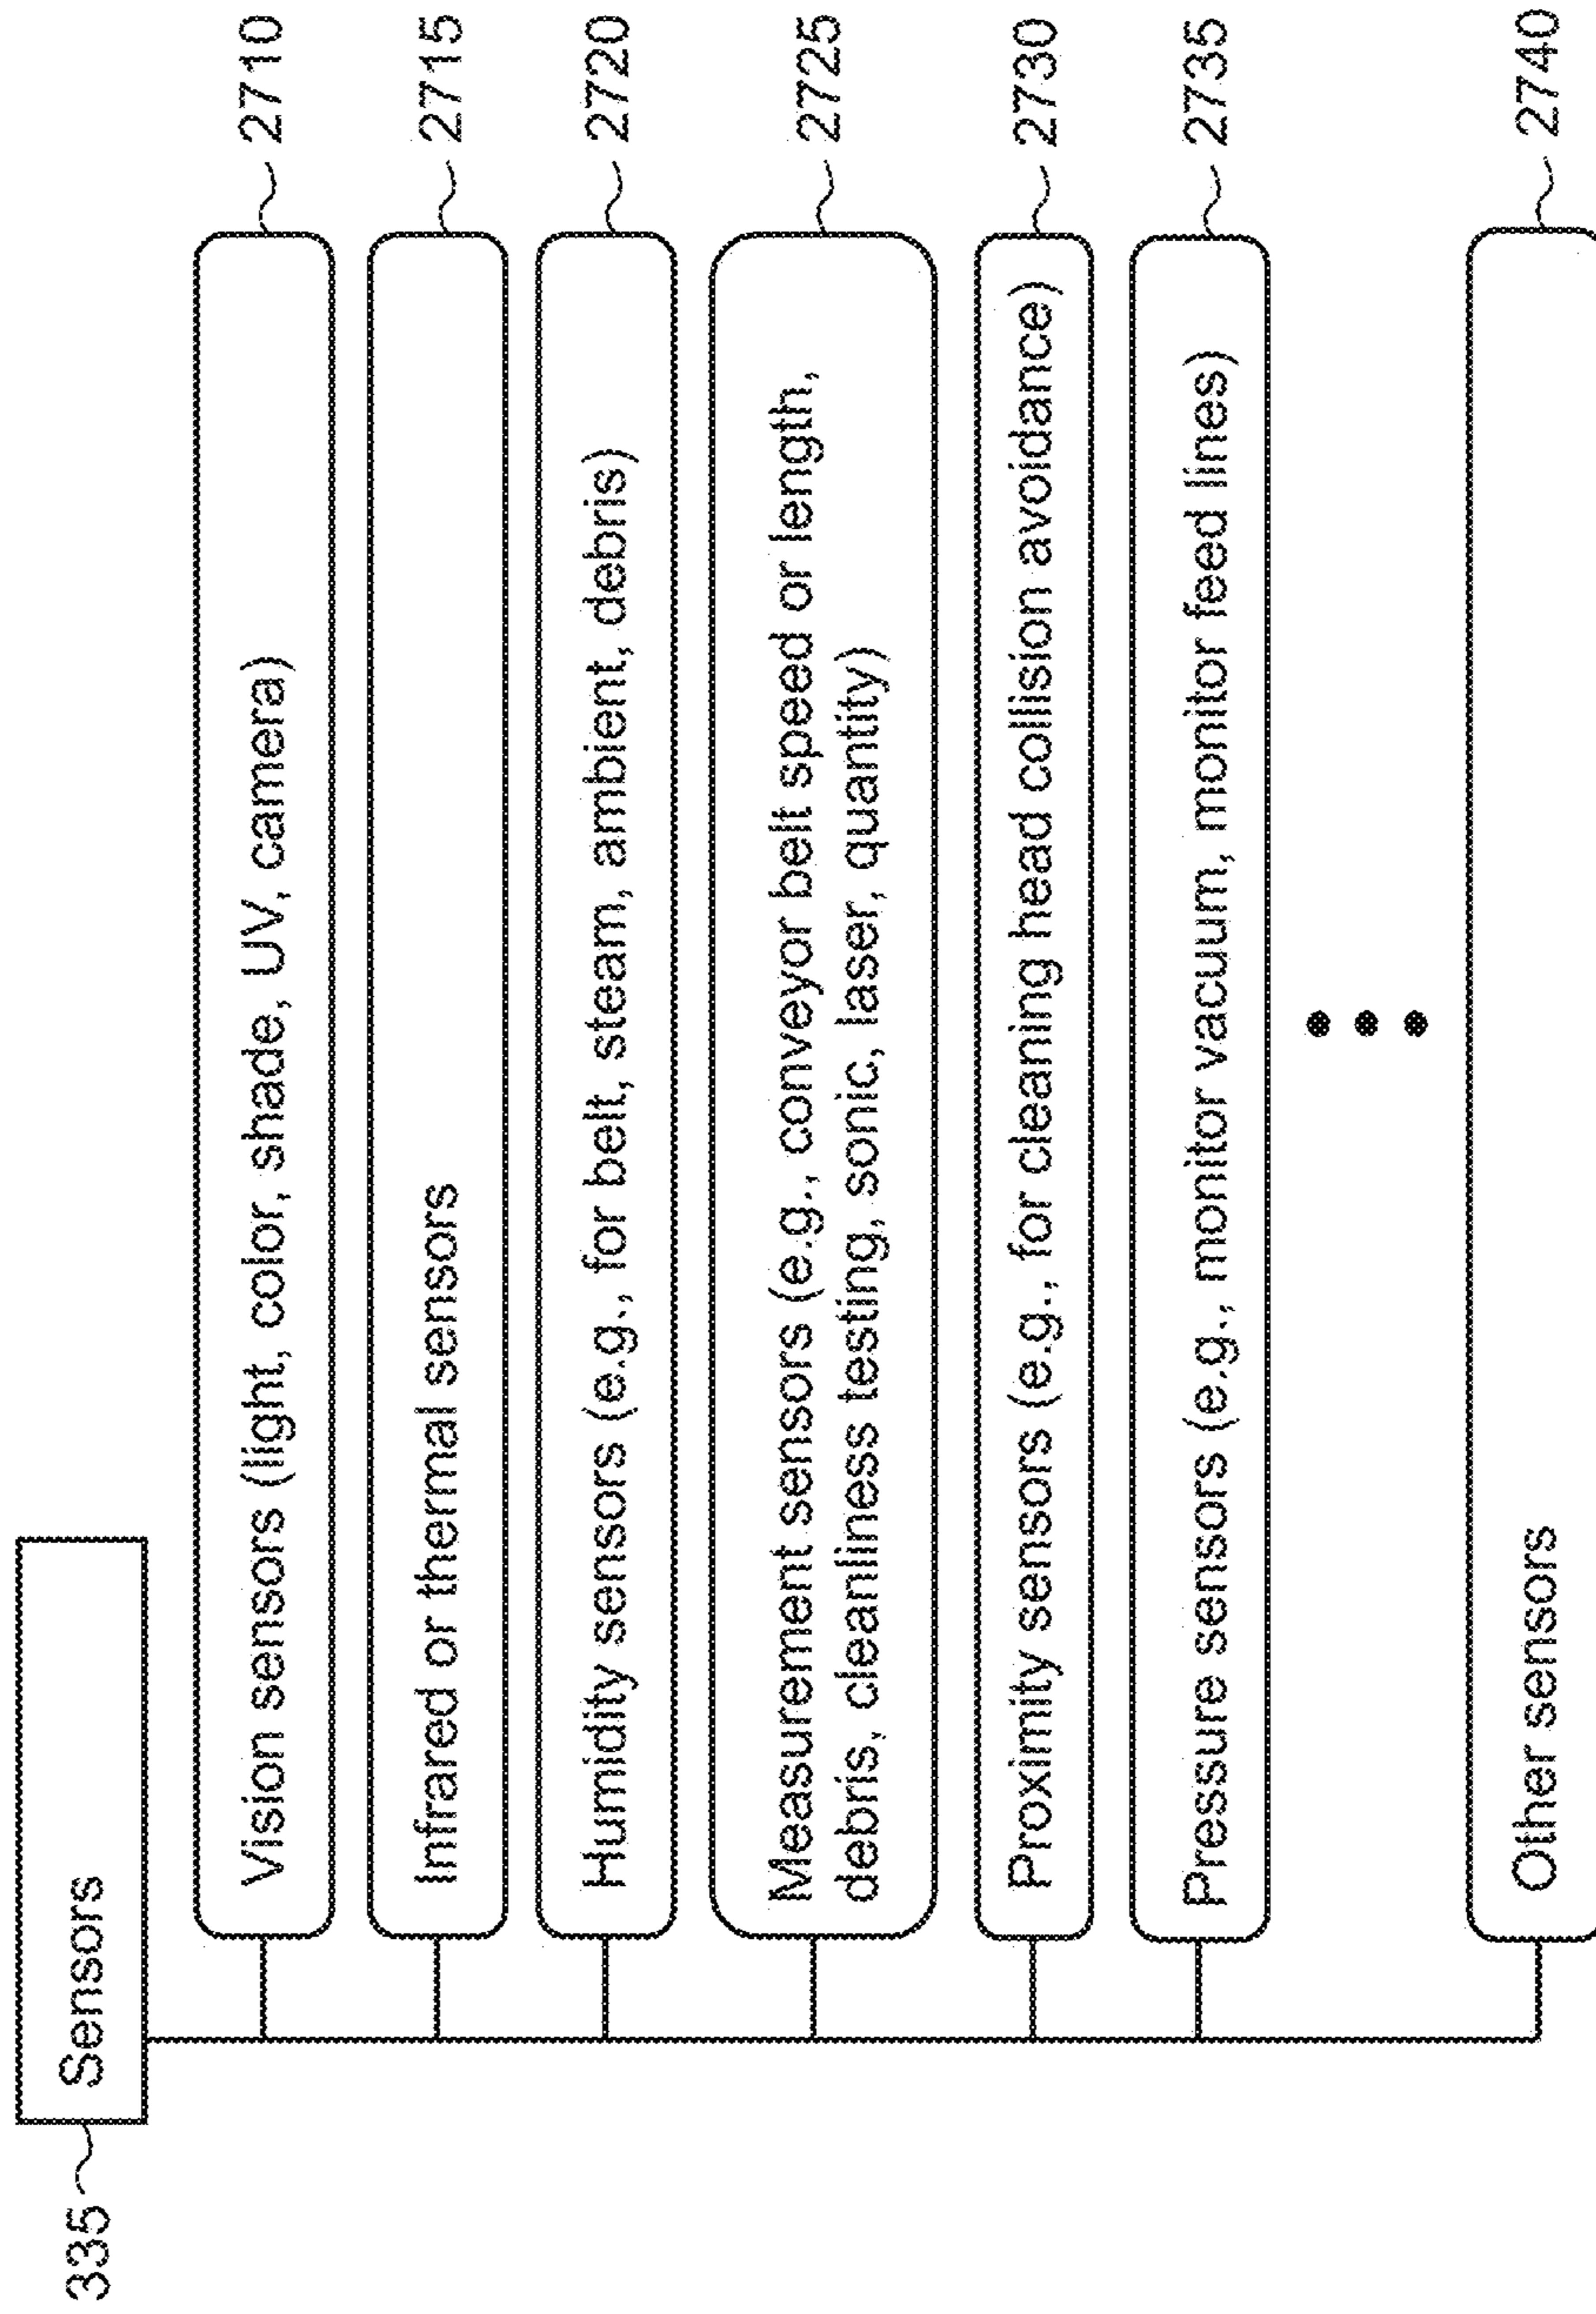 335
Sensors
Vision sensors (light, color, shade, UV, camera)
2710
Infrared or thermal sensors
2715
Humidity sensors (e.g., for belt, steam, ambient, debris)
2720
Measurement sensors (e.g., conveyor belt speed or length,
debris, cleanliness testing, sonic, laser, quantity)
2725
Proximity sensors (e.g., for cleaning head collision avoidance)
2730
Pressure sensors (e.g., monitor vacuum, monitor feed lines)
2735
Other sensors
2740